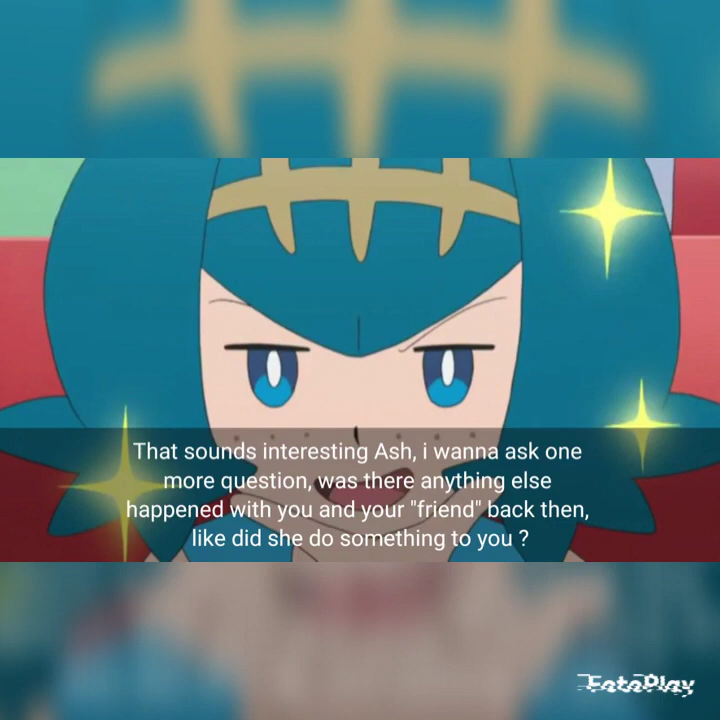 That sounds interesting Ash, i wanna ask one
more question, was there anything else
happened with you and your "friend" back then,
like did she do something to you ?
FataPlay